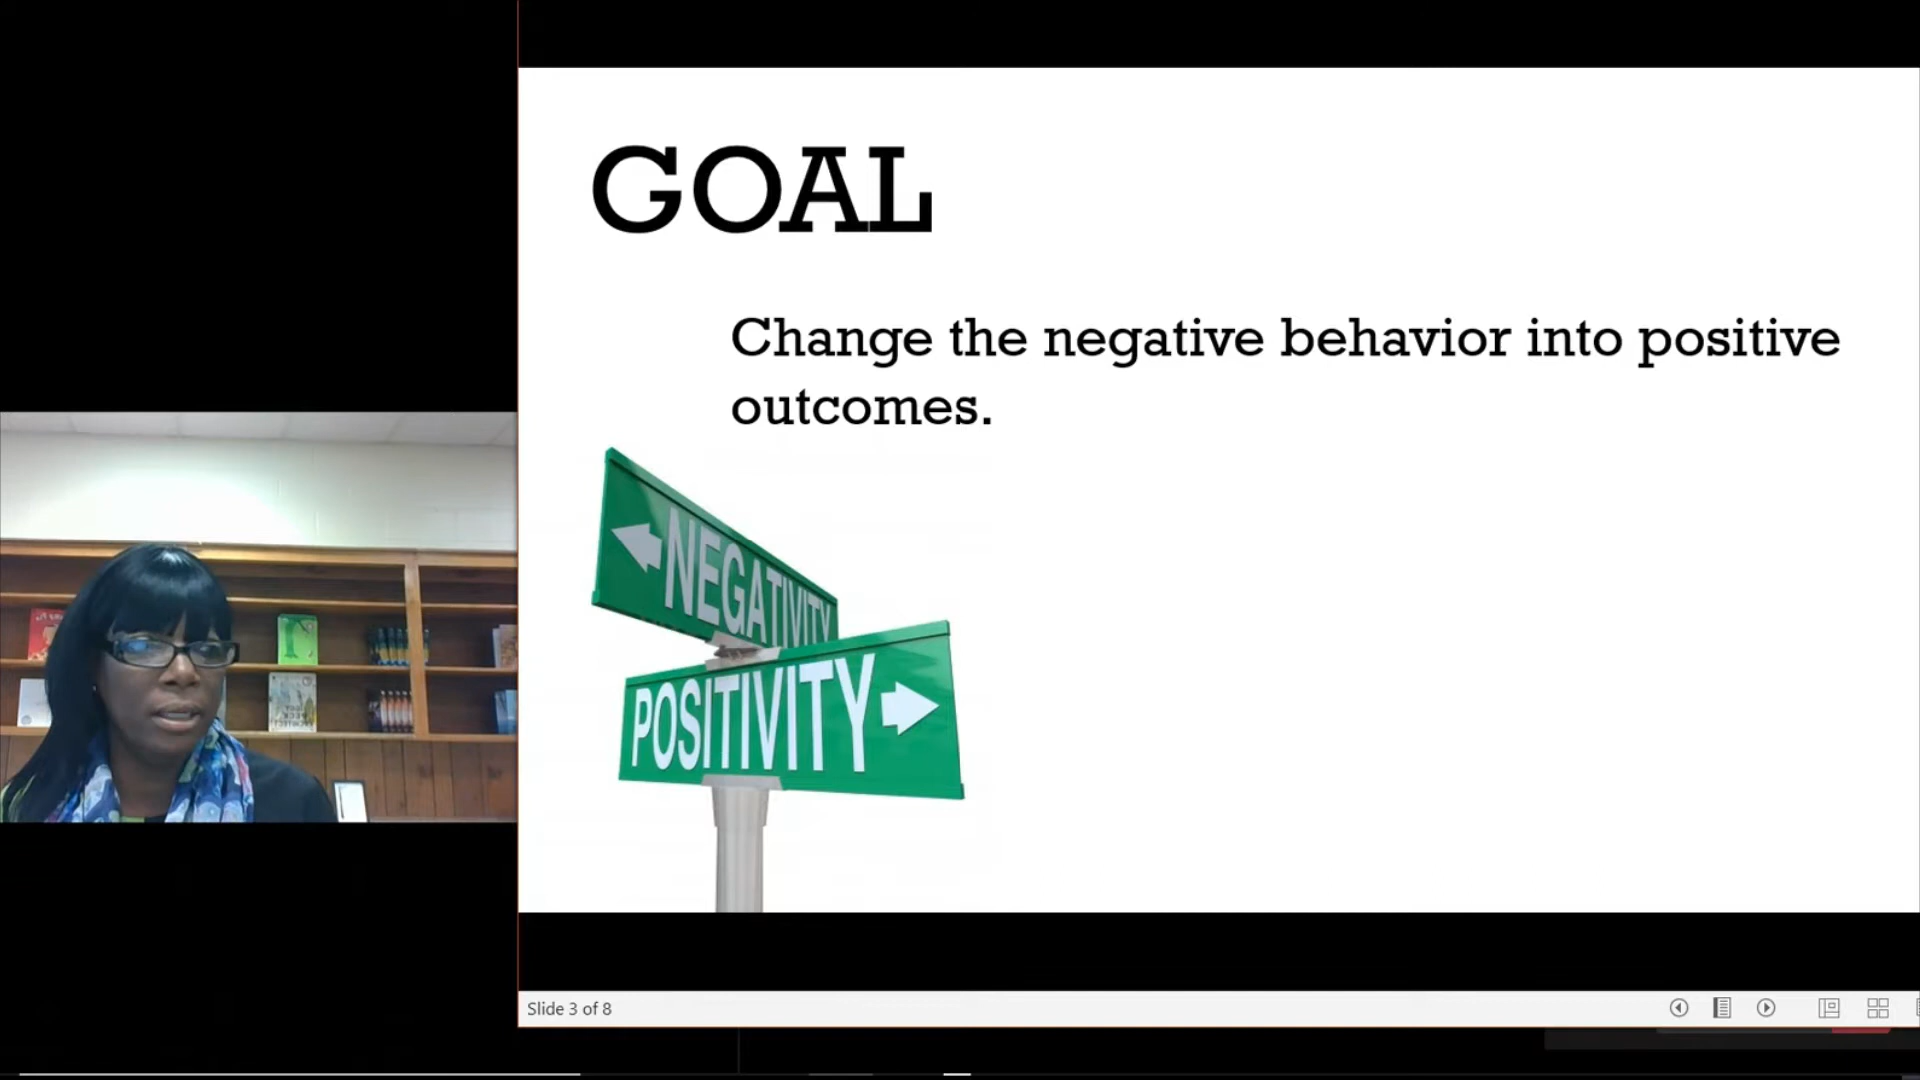 GOAL
Change the negative behavior into positive
outcomes.
NEGATIVITY
POSITIVITY
Slide 3 of 8